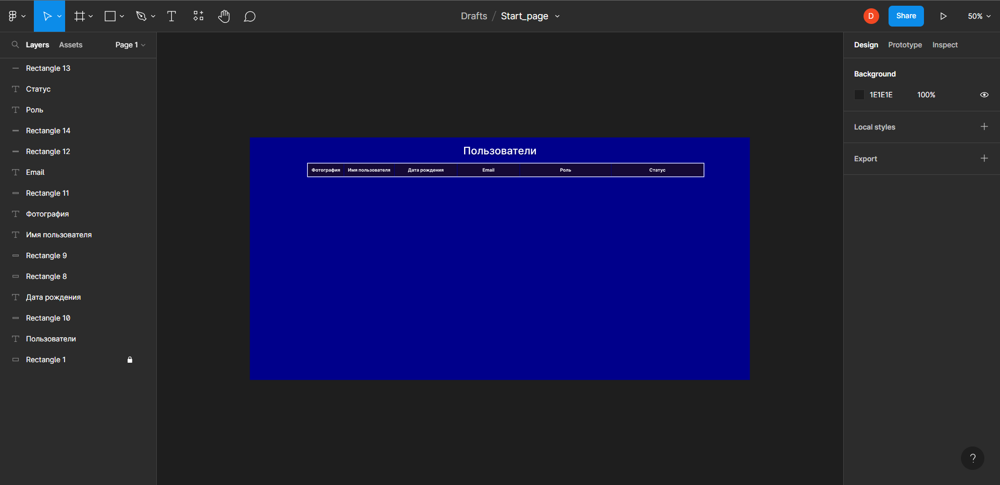 Drafts / Start_page
D
Share
50%
Layers Assets Page 1
Rectangle 13
Статус
Роль
Rectangle 14
Rectangle 12
Email
Rectangle 11
Фотография
Имя пользователя
Rectangle 9
Rectangle 8
Дата рождения
Rectangle 10
Пользователи
Rectangle 1
Пользователи
Фотография Имя пользователя Дата рождения Email Роль Статус
Design Prototype Inspect
Background
1E1E1E 100%
Local styles
Export
?